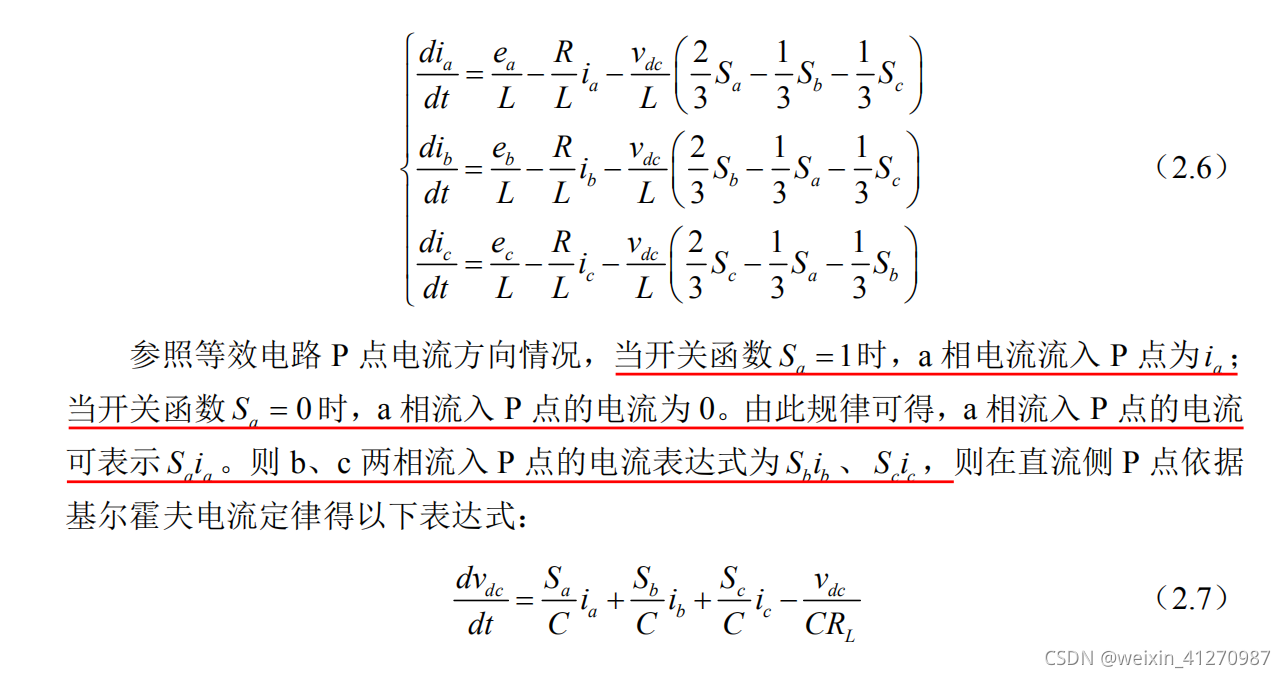 \begin{cases} \frac{di_a}{dt} = \frac{e_a}{L} - \frac{R}{L} i_a - \frac{v_{dc}}{L} \left( \frac{2}{3} S_a - \frac{1}{3} S_b - \frac{1}{3} S_c \right) \\
\frac{di_b}{dt} = \frac{e_b}{L} - \frac{R}{L} i_b - \frac{v_{dc}}{L} \left( \frac{2}{3} S_b - \frac{1}{3} S_a - \frac{1}{3} S_c \right) （2.6） \\
\frac{di_c}{dt} = \frac{e_c}{L} - \frac{R}{L} i_c - \frac{v_{dc}}{L} \left( \frac{2}{3} S_c - \frac{1}{3} S_a - \frac{1}{3} S_b \right) \end{cases}
参照等效电路 P 点电流方向情况，当开关函数 S_a = 1 时，a 相电流流入 P 点为 i_a；
当开关函数 S_a = 0 时，a 相流入 P 点的电流为 0。由此规律可得，a 相流入 P 点的电流
可表示 S_a i_a。则 b、c 两相流入 P 点的电流表达式为 S_b i_b、S_c i_c，则在直流侧 P 点依据
基尔霍夫电流定律得以下表达式：
\frac{dv_{dc}}{dt} = \frac{S_a}{C} i_a + \frac{S_b}{C} i_b + \frac{S_c}{C} i_c - \frac{v_{dc}}{CR_L} （2.7）
CSDN @weixin_41270987